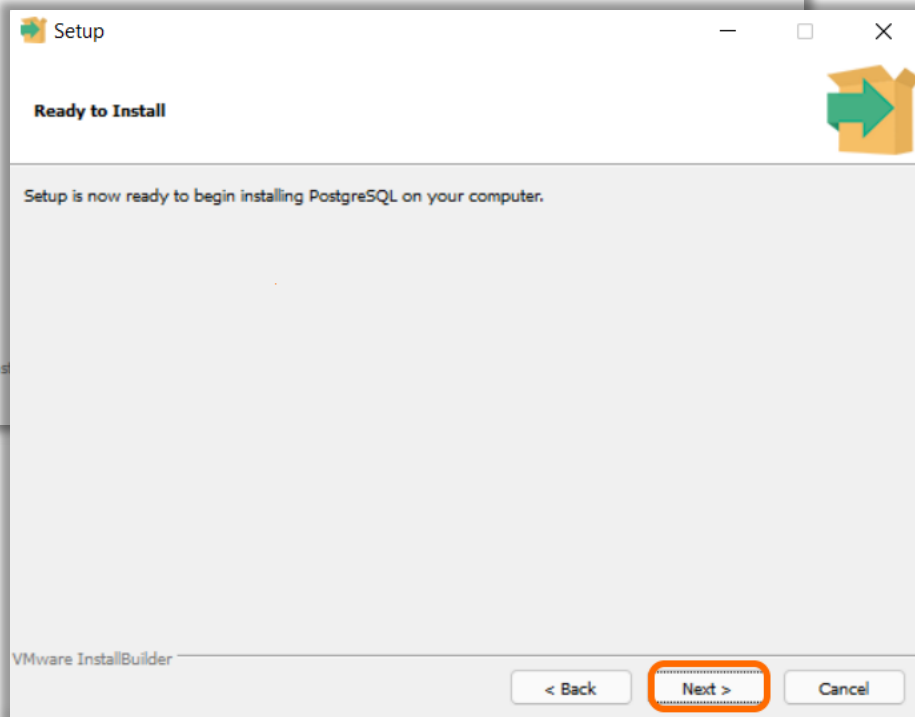 Setup
Ready to Install
Setup is now ready to begin installing PostgreSQL on your computer.
VMware InstallBuilder
< Back
Next >
Cancel